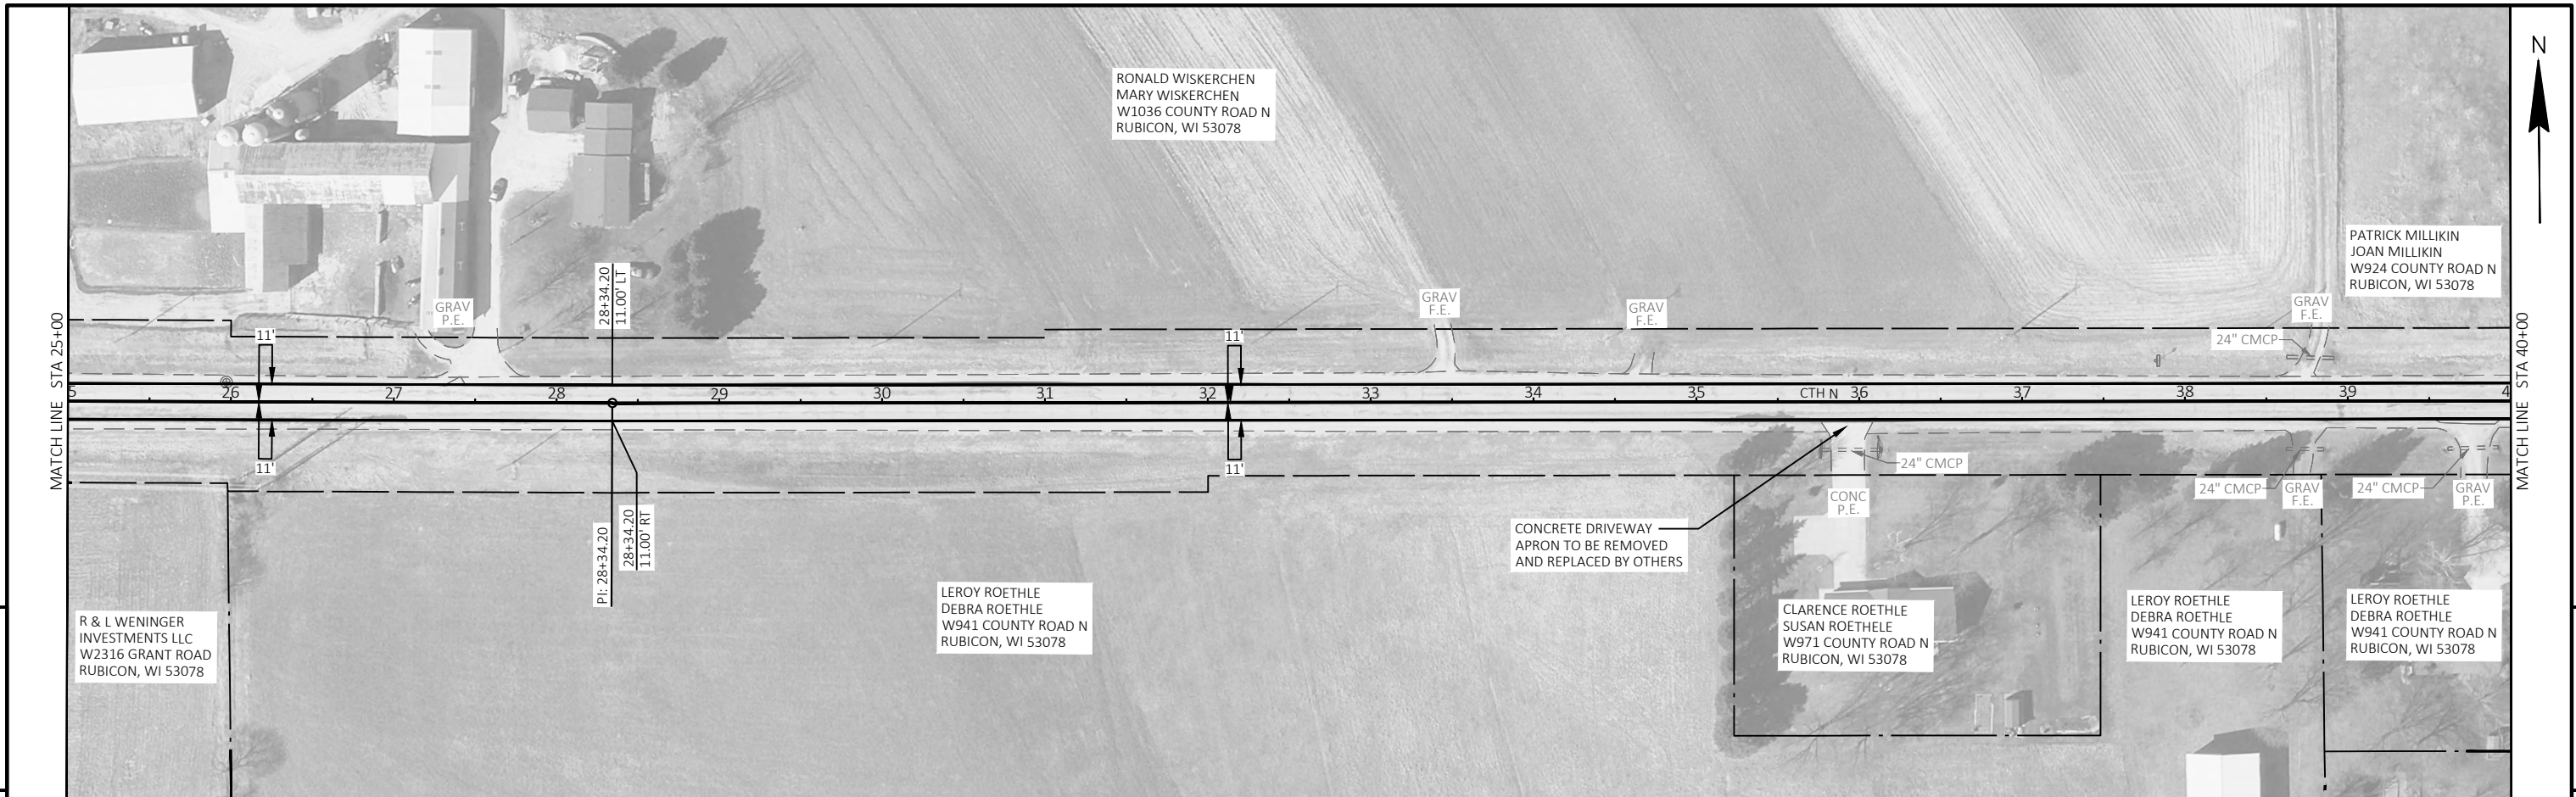 N
RONALD WISKERCHEN
MARY WISKERCHEN
W1036 COUNTY ROAD N
RUBICON, WI 53078
PATRICK MILLIKIN
JOAN MILLIKIN
W924 COUNTY ROAD N
RUBICON, WI 53078
MATCH LINE  STA 25+00
GRAV
P.E.
28+34.20
11.00' LT
GRAV
F.E.
GRAV
F.E.
GRAV
F.E.
24" CMCP
11'
11'
5
26
27
28
29
30
31
32
33
34
35
CTH N
36
37
38
39
4
MATCH LINE  STA 40+00
11'
11'
24" CMCP
CONC
P.E.
24" CMCP
GRAV
F.E.
24" CMCP
GRAV
P.E.
PI: 28+34.20
28+34.20
11.00' RT
CONCRETE DRIVEWAY
APRON TO BE REMOVED
AND REPLACED BY OTHERS
R & L WENINGER
INVESTMENTS LLC
W2316 GRANT ROAD
RUBICON, WI 53078
LEROY ROETHLE
DEBRA ROETHLE
W941 COUNTY ROAD N
RUBICON, WI 53078
CLARENCE ROETHLE
SUSAN ROETHELE
W971 COUNTY ROAD N
RUBICON, WI 53078
LEROY ROETHLE
DEBRA ROETHLE
W941 COUNTY ROAD N
RUBICON, WI 53078
LEROY ROETHLE
DEBRA ROETHLE
W941 COUNTY ROAD N
RUBICON, WI 53078